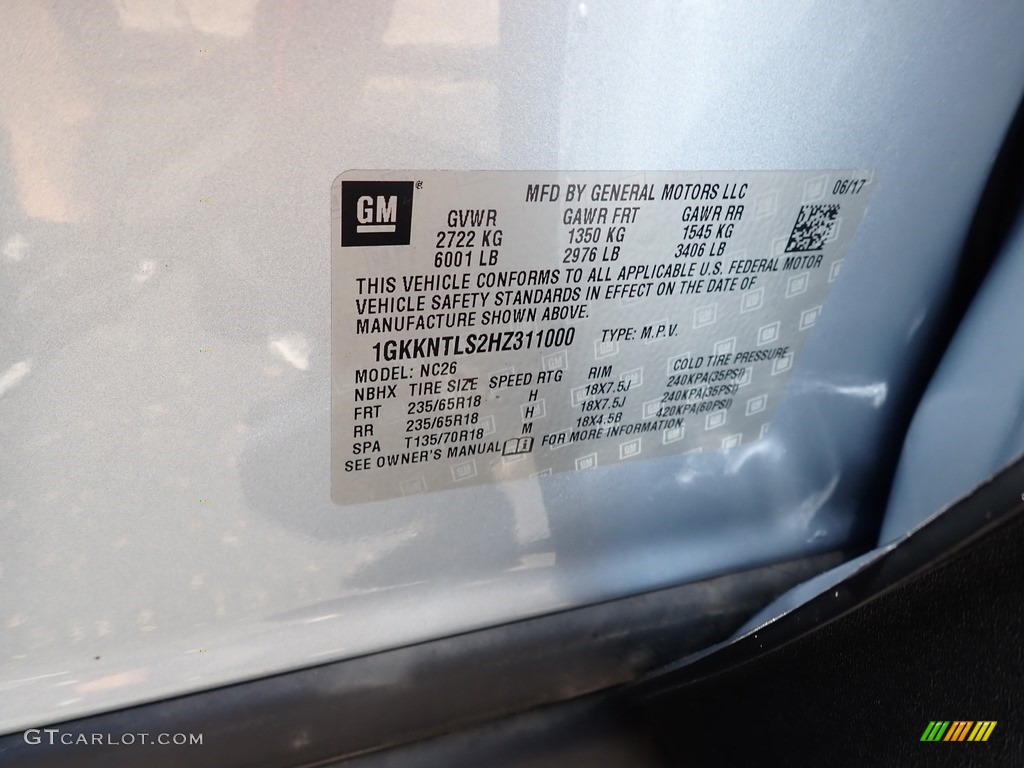 GM®
MFD BY GENERAL MOTORS LLC 06/17
GVWR GAWR FRT GAWR RR
2722 KG 1350 KG 1545 KG
6001 LB 2976 LB 3406 LB
THIS VEHICLE CONFORMS TO ALL APPLICABLE U.S. FEDERAL MOTOR
VEHICLE SAFETY STANDARDS IN EFFECT ON THE DATE OF
MANUFACTURE SHOWN ABOVE.
1GKKNTLS2HZ311000 TYPE: M.P.V.
MODEL: NC26
NBHX TIRE SIZE SPEED RTG RIM COLD TIRE PRESSURE
FRT 235/65R18 H 18X7.5J 240KPA(35PSI)
RR 235/65R18 H 18X7.5J 240KPA(35PSI)
SPA T135/70R18 M 18X4.5B 420KPA(60PSI)
SEE OWNER'S MANUAL FOR MORE INFORMATION
GTCARLOT.COM